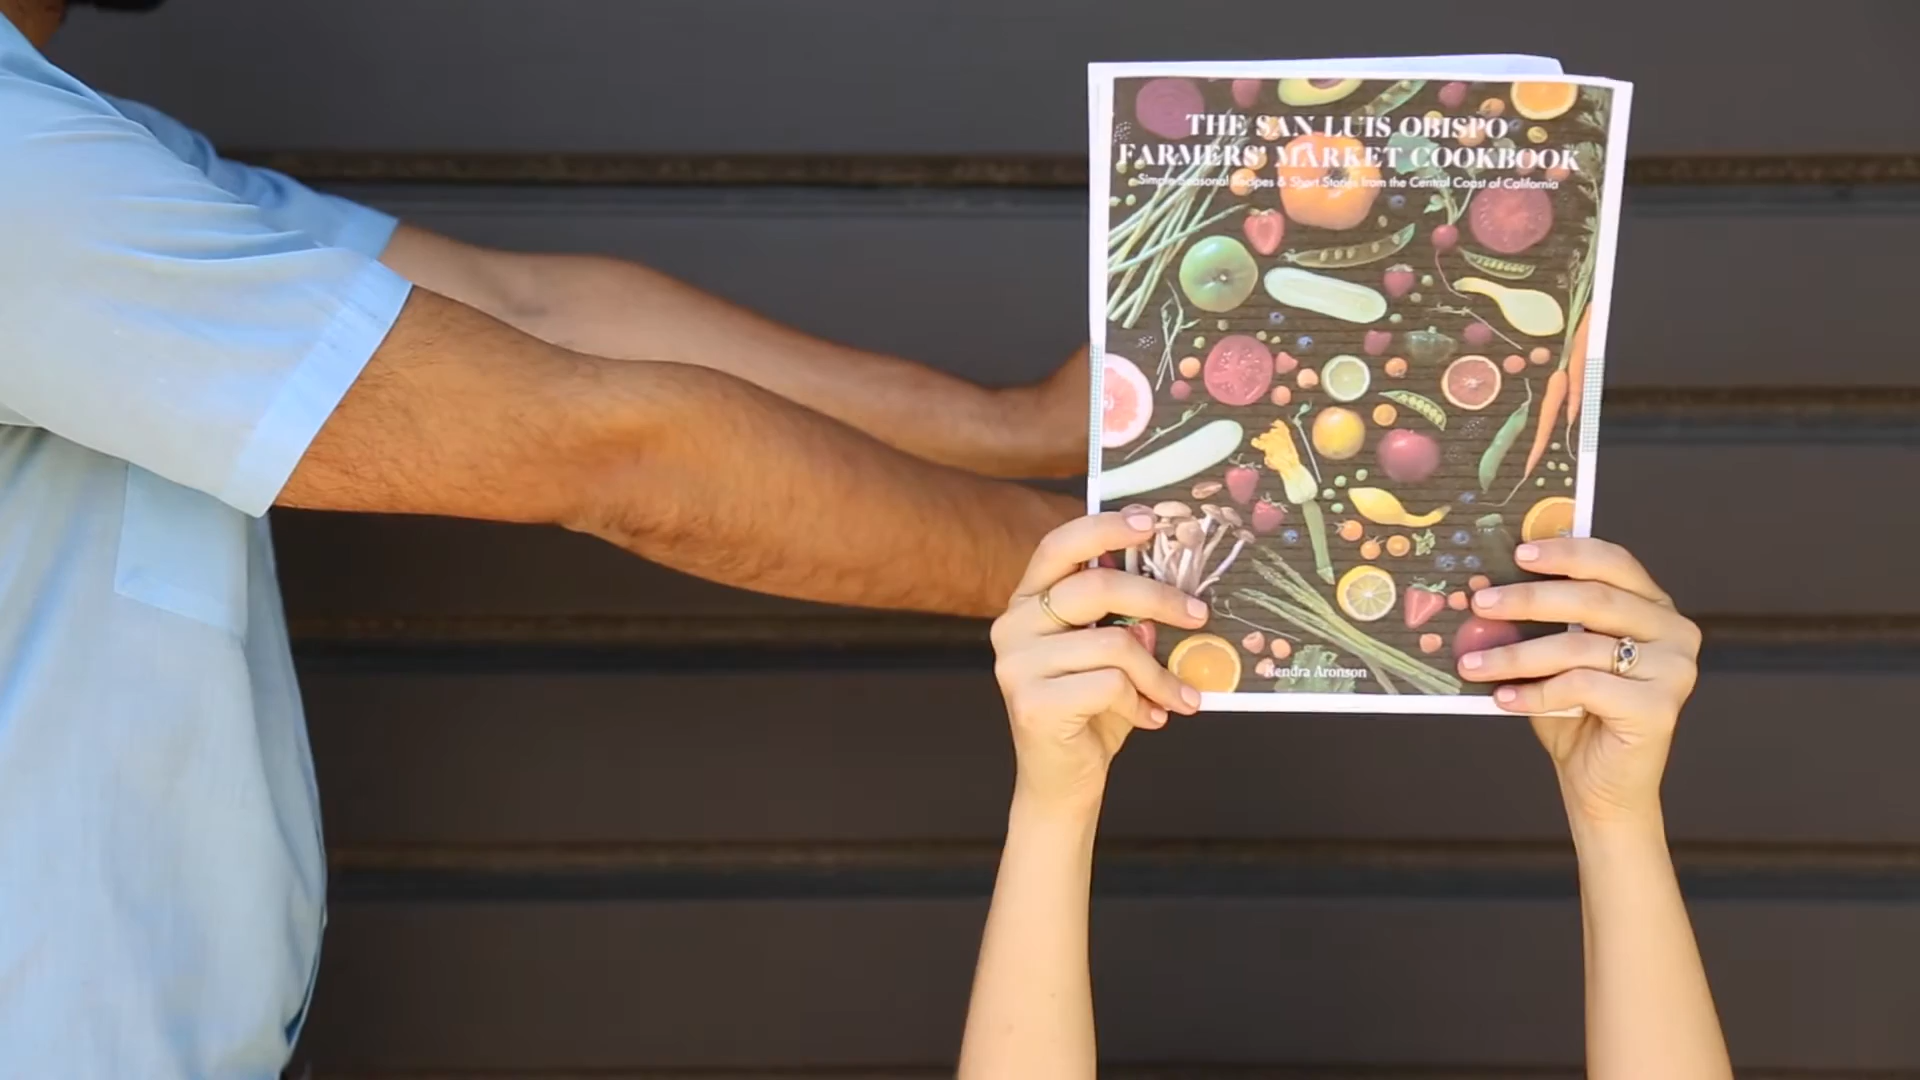 THE SAN LUIS OBISPO
FARMERS' MARKET COOKBOOK
Simple Seasonal Recipes & Short Stories from the Central Coast of California
Kendra Aronson